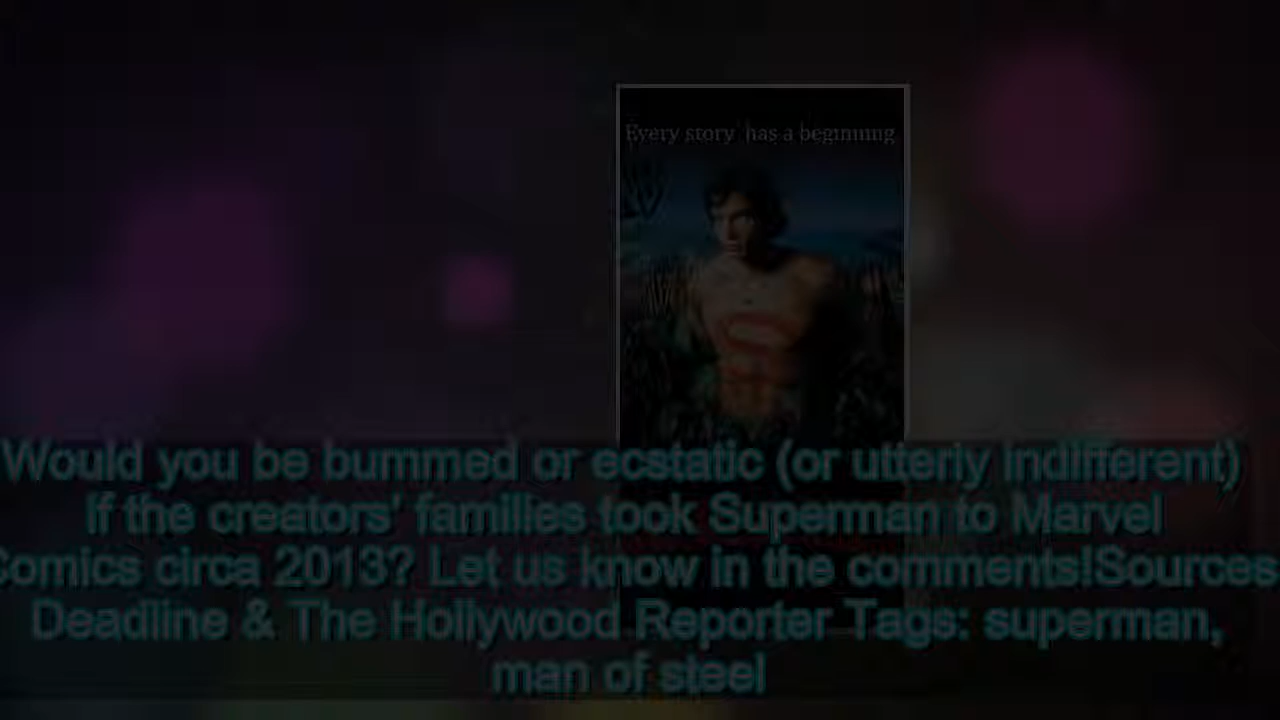 Every story has a beginning
Would you be bummed or ecstatic (or utterly indifferent)
if the creators' families took Superman to Marvel
Comics circa 2013? Let us know in the comments!Sources
Deadline & The Hollywood Reporter Tags: superman,
man of steel